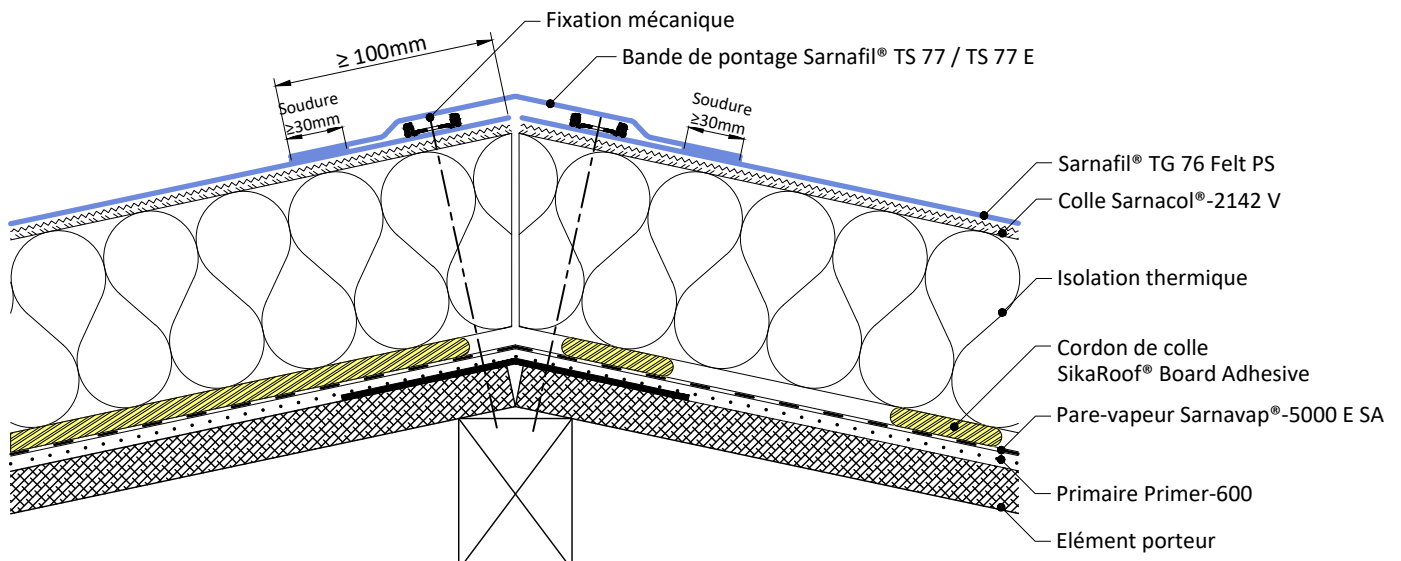 Fixation mécanique
≥ 100mm
Bande de pontage Sarnafil® TS 77 / TS 77 E
Soudure
≥30mm
Soudure
≥30mm
Sarnafil® TG 76 Felt PS
Colle Sarnacol®-2142 V
Isolation thermique
Cordon de colle
SikaRoof® Board Adhesive
Pare-vapeur Sarnavap®-5000 E SA
Primaire Primer-600
Elément porteur